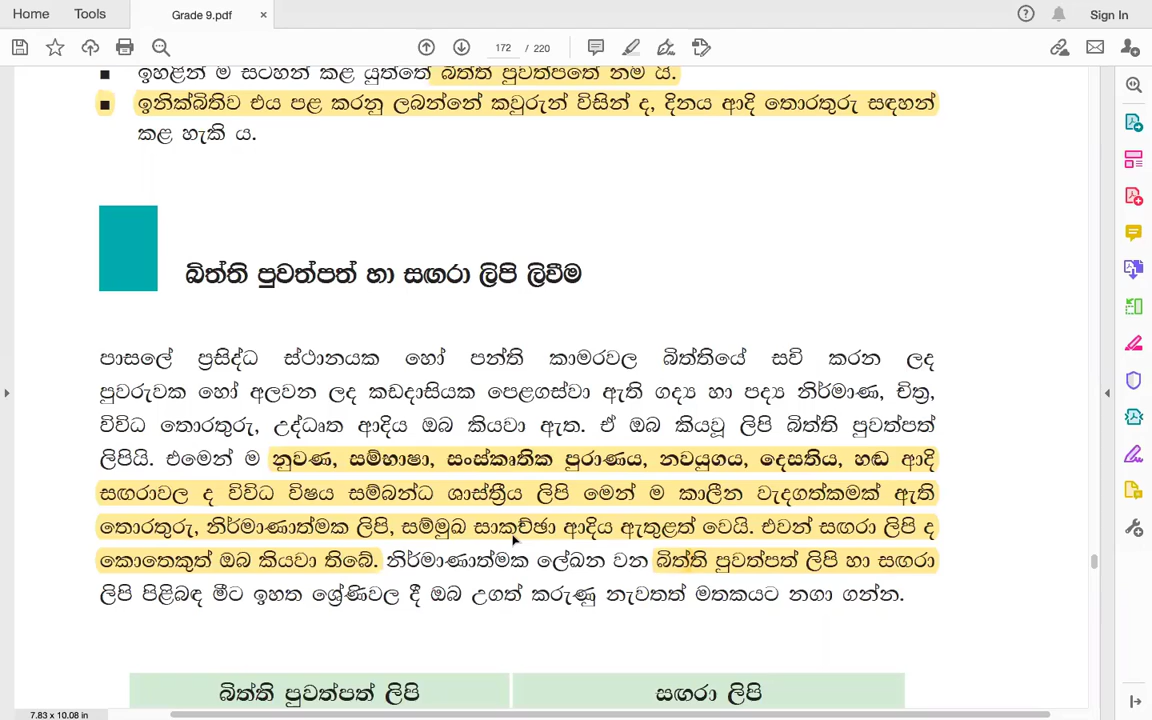 Home Tools Grade 9.pdf × Sign In
172 / 220
ඉහළින් ම සටහන් කළ යුත්තේ බිත්ති පුවත්පතේ නම යි.
ඉනික්බිතිව එය පළ කරනු ලබන්නේ කවුරුන් විසින් ද, දිනය ආදි තොරතුරු සඳහන්
කළ හැකි ය.
බිත්ති පුවත්පත් හා සඟරා ලිපි ලිවීම
පාසලේ ප්‍රසිද්ධ ස්ථානයක හෝ පන්ති කාමරවල බිත්තියේ සවි කරන ලද
පුවරුවක හෝ අලවන ලද කඩදාසියක පෙළගස්වා ඇති ගද්‍ය හා පද්‍ය නිර්මාණ, චිත්‍ර,
විවිධ තොරතුරු, උද්ධෘත ආදිය ඔබ කියවා ඇත. ඒ ඔබ කියවූ ලිපි බිත්ති පුවත්පත්
ලිපියි. එමෙන් ම නුවණ, සම්භාෂා, සංස්කෘතික පුරාණය, නවයුගය, දෙසතිය, හඬ ආදි
සඟරාවල ද විවිධ විෂය සම්බන්ධ ශාස්ත්‍රීය ලිපි මෙන් ම කාලීන වැදගත්කමක් ඇති
තොරතුරු, නිර්මාණාත්මක ලිපි, සම්මුඛ සාකච්ඡා ආදිය ඇතුළත් වෙයි. එවන් සඟරා ලිපි ද
කොතෙකුත් ඔබ කියවා තිබේ. නිර්මාණාත්මක ලේඛන වන බිත්ති පුවත්පත් ලිපි හා සඟරා
ලිපි පිළිබඳ මීට ඉහත ශ්‍රේණිවල දී ඔබ උගත් කරුණු නැවතත් මතකයට නගා ගන්න.
බිත්ති පුවත්පත් ලිපි සඟරා ලිපි
7.83 x 10.08 in